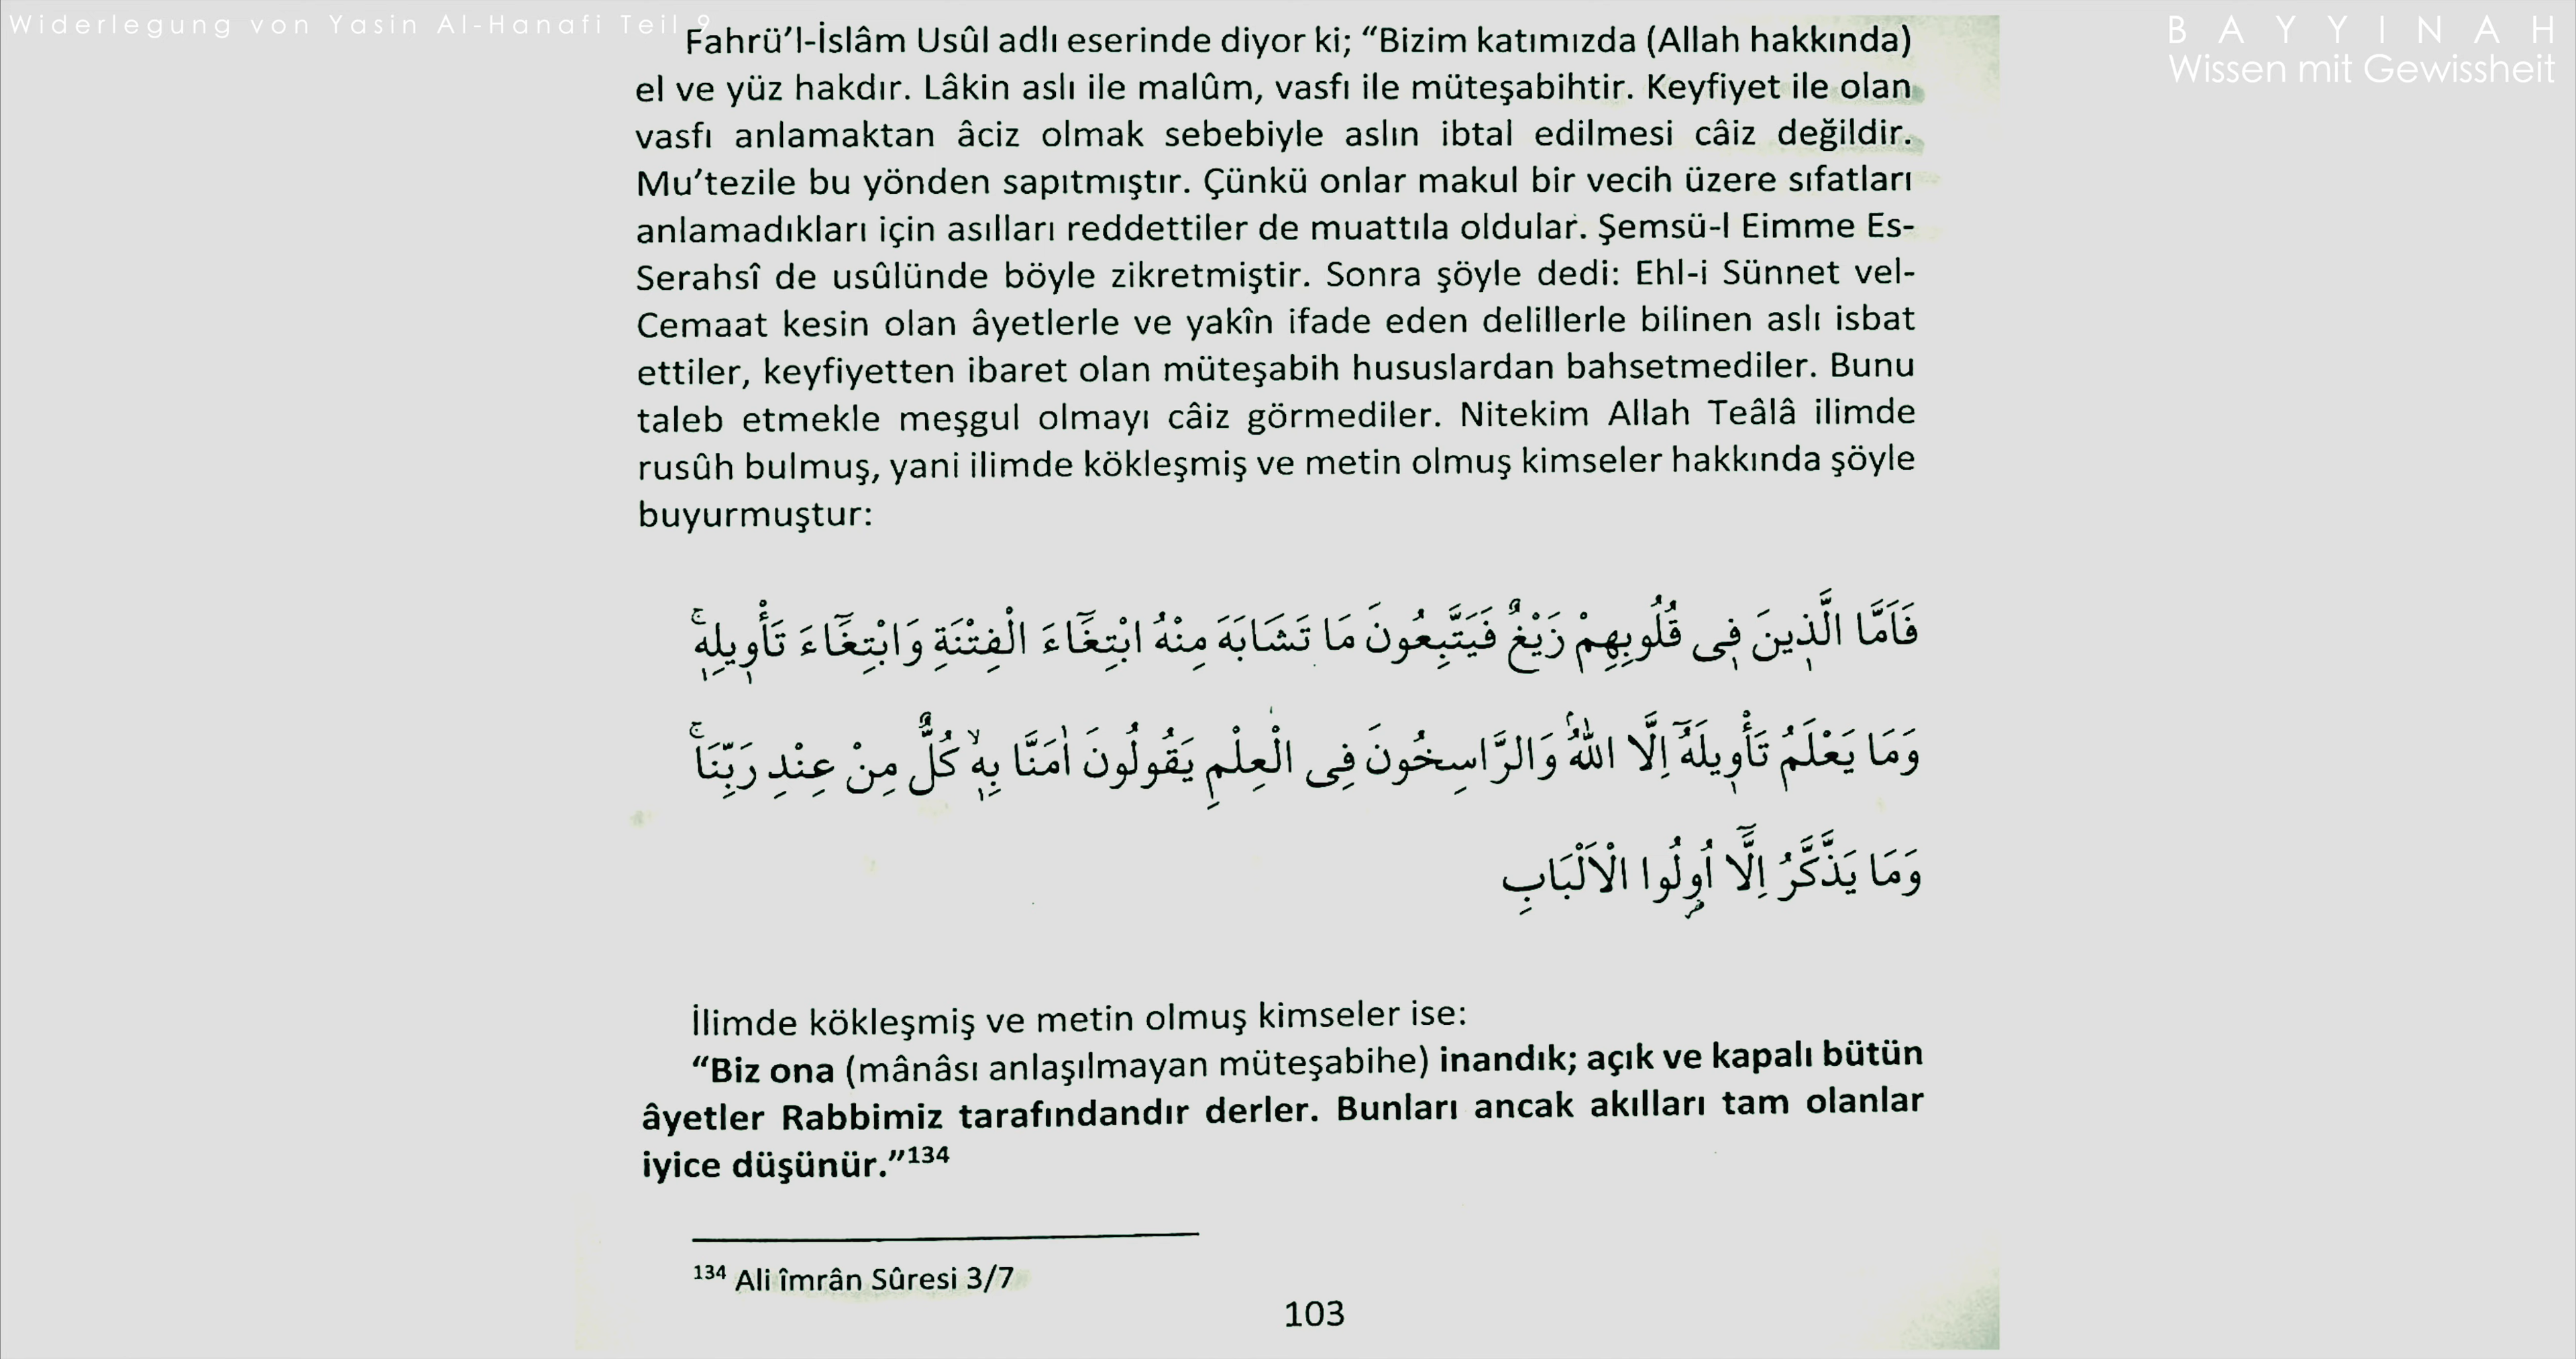 Widerlegung von Yasin Al-Hanafi Teil 9
B A Y Y I N A H
Wissen mit Gewissheit
Fahrü’l-İslâm Usûl adlı eserinde diyor ki; “Bizim katımızda (Allah hakkında)
el ve yüz hakdır. Lâkin aslı ile malûm, vasfı ile müteşabihtir. Keyfiyet ile olan
vasfı anlamaktan âciz olmak sebebiyle aslın ibtal edilmesi câiz değildir.
Mu’tezile bu yönden sapıtmıştır. Çünkü onlar makul bir vecih üzere sıfatları
anlamadıkları için asılları reddettiler de muattıla oldular. Şemsü-l Eimme Es-
Serahsî de usûlünde böyle zikretmiştir. Sonra şöyle dedi: Ehl-i Sünnet vel-
Cemaat kesin olan âyetlerle ve yakîn ifade eden delillerle bilinen aslı isbat
ettiler, keyfiyetten ibaret olan müteşabih hususlardan bahsetmediler. Bunu
taleb etmekle meşgul olmayı câiz görmediler. Nitekim Allah Teâlâ ilimde
rusûh bulmuş, yani ilimde kökleşmiş ve metin olmuş kimseler hakkında şöyle
buyurmuştur:
فَاَمَّا الَّذ۪ينَ ف۪ي قُلُوبِهِمْ زَيْغٌ فَيَتَّبِعُونَ مَا تَشَابَهَ مِنْهُ ابْتِغَٓاءَ الْفِتْنَةِ وَابْتِغَٓاءَ تَأْو۪يلِه۪ۚ
وَمَا يَعْلَمُ تَأْو۪يلَهُٓ اِلَّا اللّٰهُ وَالرَّاسِخُونَ فِي الْعِلْمِ يَقُولُونَ اٰمَنَّا بِه۪ۙ كُلٌّ مِنْ عِنْدِ رَبِّنَاۚ
وَمَا يَذَّكَّرُ اِلَّٓا اُو۬لُوا الْاَلْبَابِ
İlimde kökleşmiş ve metin olmuş kimseler ise:
“Biz ona (mânâsı anlaşılmayan müteşabihe) inandık; açık ve kapalı bütün
âyetler Rabbimiz tarafındandır derler. Bunları ancak akılları tam olanlar
iyice düşünür.”134
134 Ali îmrân Sûresi 3/7
103